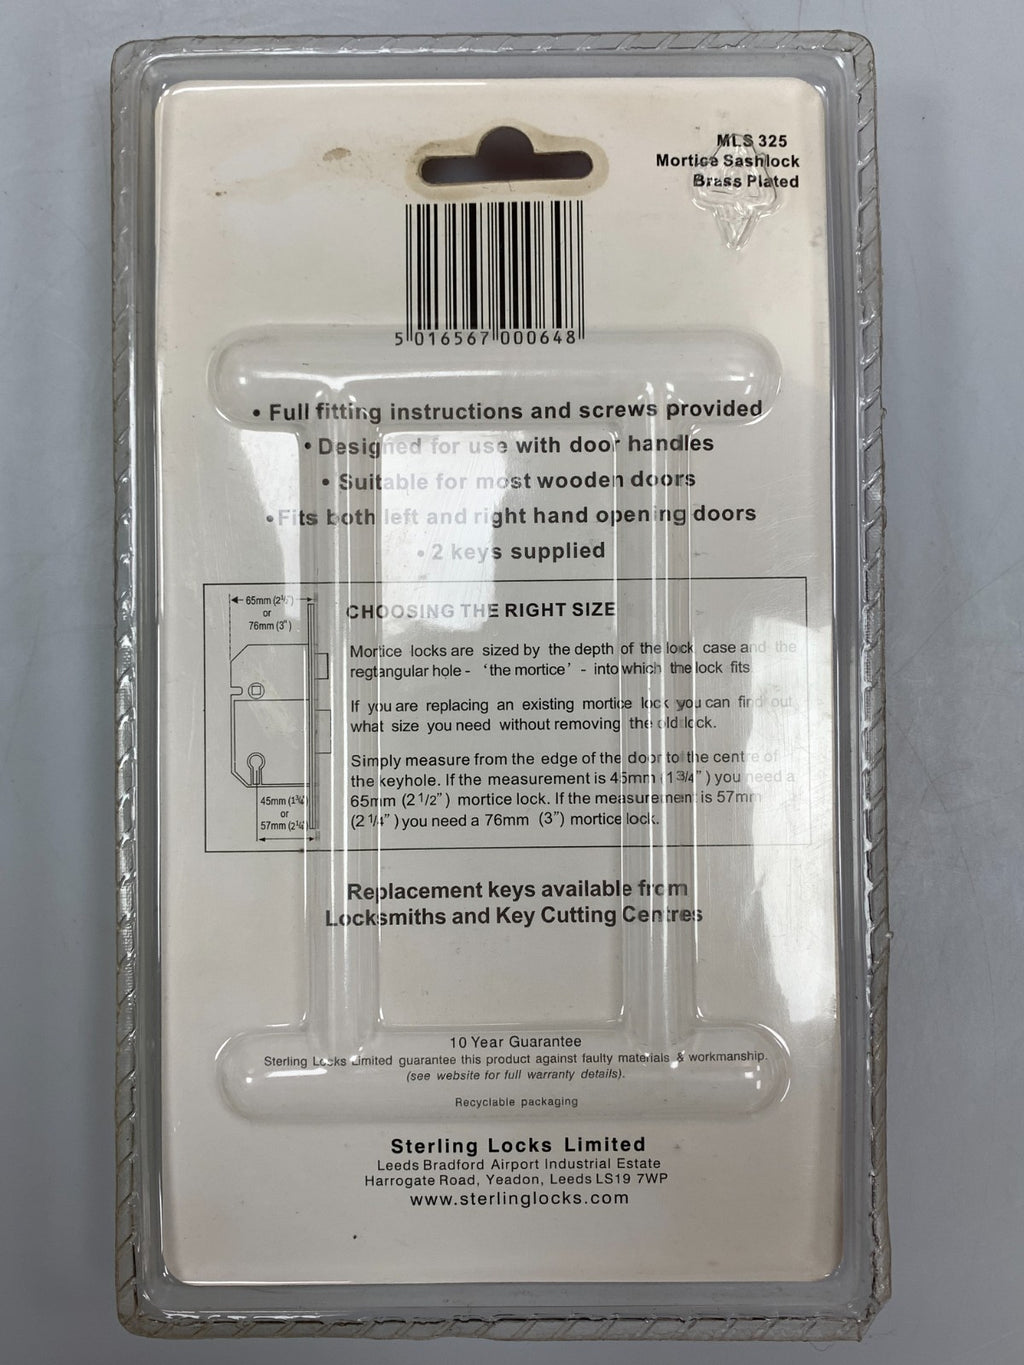 MLS 325
Mortice Sashlock
Brass Plated
5 016567 000648
• Full fitting instructions and screws provided
• Designed for use with door handles
• Suitable for most wooden doors
• Fits both left and right hand opening doors
• 2 keys supplied
65mm (2½")
or
76mm (3")
45mm (1¾"
or
57mm (2¼"
CHOOSING THE RIGHT SIZE
Mortice locks are sized by the depth of the lock case and the
regtangular hole - 'the mortice' - into which the lock fits
If you are replacing an existing mortice lock you can find out
what size you need without removing the old lock.
Simply measure from the edge of the door to the centre of
the keyhole. If the measurement is 45mm (1 3/4") you need a
65mm (2 1/2") mortice lock. If the measurement is 57mm
(2 1/4") you need a 76mm (3") mortice lock.
Replacement keys available from
Locksmiths and Key Cutting Centres
10 Year Guarantee
Sterling Locks Limited guarantee this product against faulty materials & workmanship.
(see website for full warranty details).
Recyclable packaging
Sterling Locks Limited
Leeds Bradford Airport Industrial Estate
Harrogate Road, Yeadon, Leeds LS19 7WP
www.sterlinglocks.com